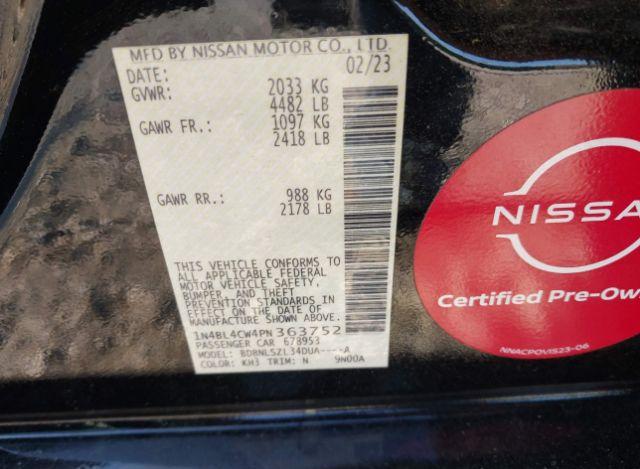 MFD BY NISSAN MOTOR CO., LTD.
DATE: 02/23
GVWR: 2033 KG
4482 LB
GAWR FR.: 1097 KG
2418 LB
GAWR RR.: 988 KG
2178 LB
THIS VEHICLE CONFORMS TO
ALL APPLICABLE FEDERAL
MOTOR VEHICLE SAFETY,
BUMPER, AND THEFT
PREVENTION STANDARDS IN
EFFECT ON THE DATE OF
MANUFACTURE SHOWN ABOVE.
1N4BL4CW4PN363752
PASSENGER CAR 678953
MODEL: BDBNLSZL34DUA----A
COLOR: KH3 TRIM: N 9N00A
NISSA
Certified Pre-Own
NNACPOVIS23-06